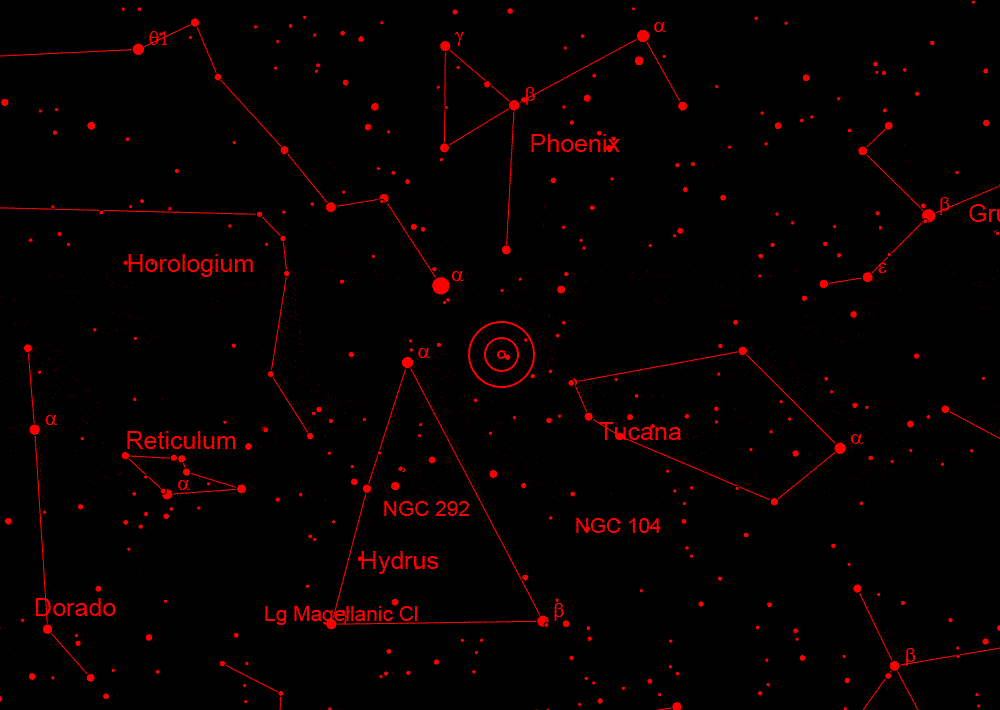 θ1
γ
α
β
Phoenix
β
Gru
ε
Horologium
α
α
α
Reticulum
α
Tucana
α
NGC 292
NGC 104
Hydrus
Dorado
Lg Magellanic Cl
β
β